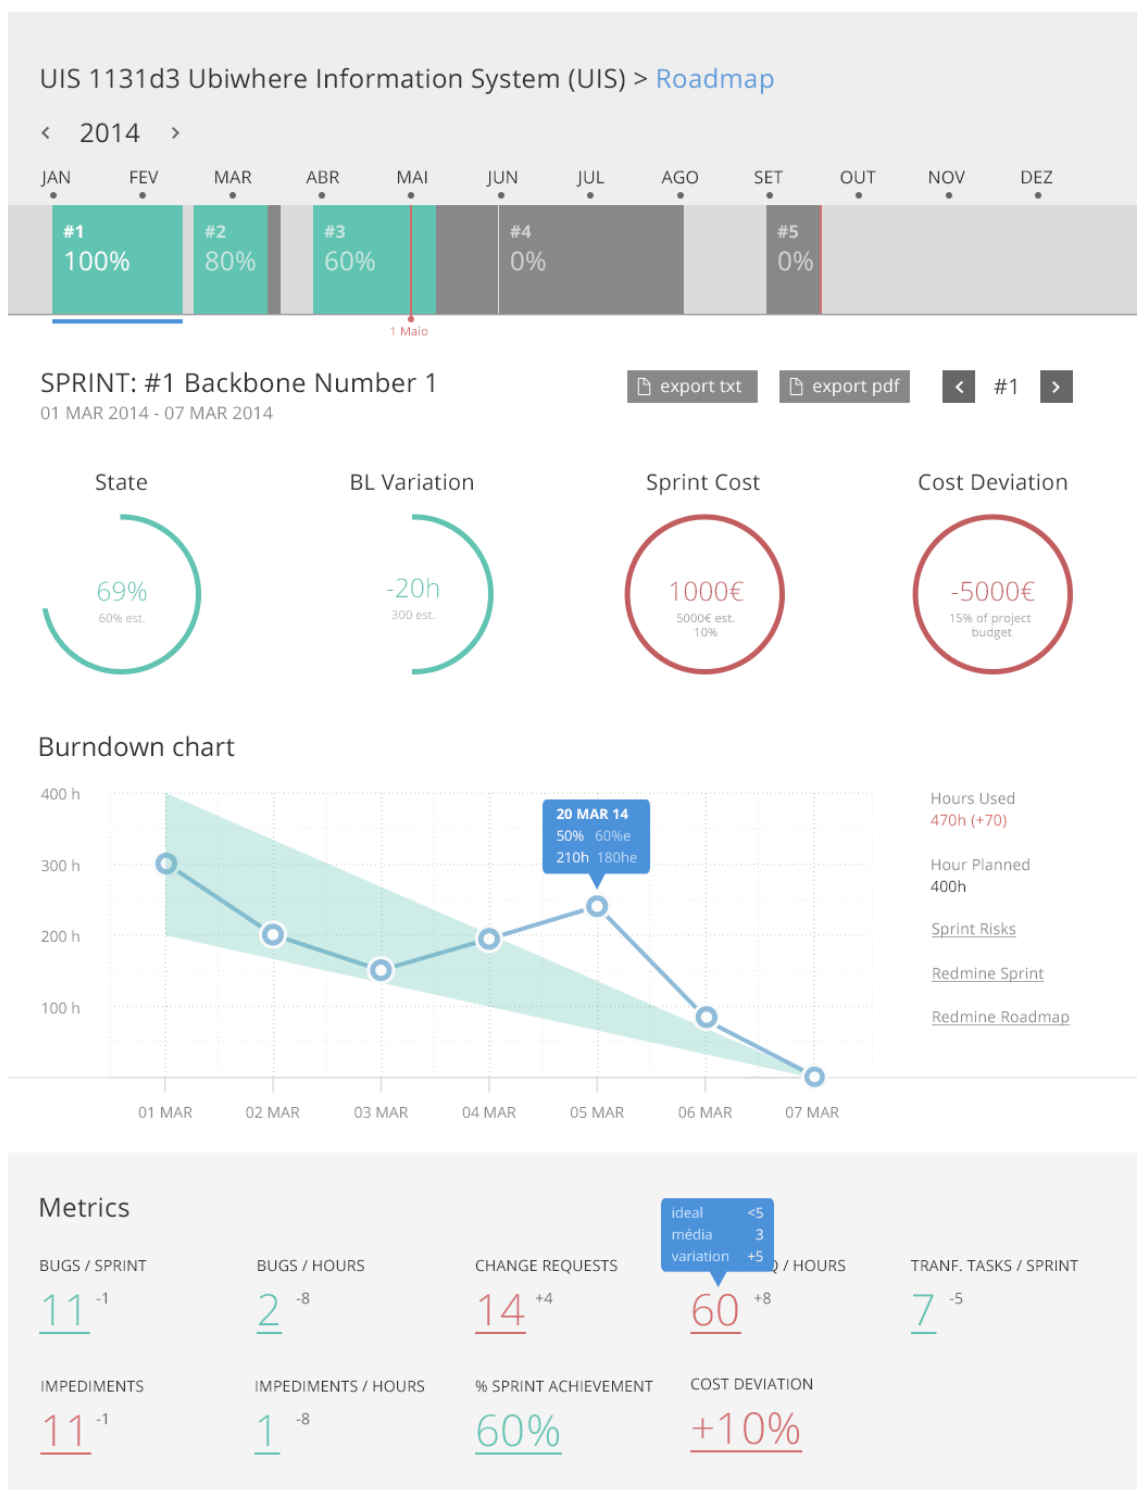 UIS 1131d3 Ubiwhere Information System (UIS) > Roadmap
< 2014 >
JAN FEV MAR ABR MAI JUN JUL AGO SET OUT NOV DEZ
#1 #2 #3 #4 #5
100% 80% 60% 0% 0%
1 Maio
SPRINT: #1 Backbone Number 1
export txt export pdf < #1 >
01 MAR 2014 - 07 MAR 2014
State BL Variation Sprint Cost Cost Deviation
69% -20h 1000€ -5000€
60% est. 300 est. 5000€ est. 15% of project
10% budget
Burndown chart
400 h
300 h
200 h
100 h
20 MAR 14
50% 60%e
210h 180he
01 MAR 02 MAR 03 MAR 04 MAR 05 MAR 06 MAR 07 MAR
Hours Used
470h (+70)
Hour Planned
400h
Sprint Risks
Redmine Sprint
Redmine Roadmap
Metrics
ideal <5
média 3
variation +5
BUGS / SPRINT BUGS / HOURS CHANGE REQUESTS / HOURS TRANF. TASKS / SPRINT
11 -1 2 -8 14 +4 60 +8 7 -5
IMPEDIMENTS IMPEDIMENTS / HOURS % SPRINT ACHIEVEMENT COST DEVIATION
11 -1 1 -8 60% +10%